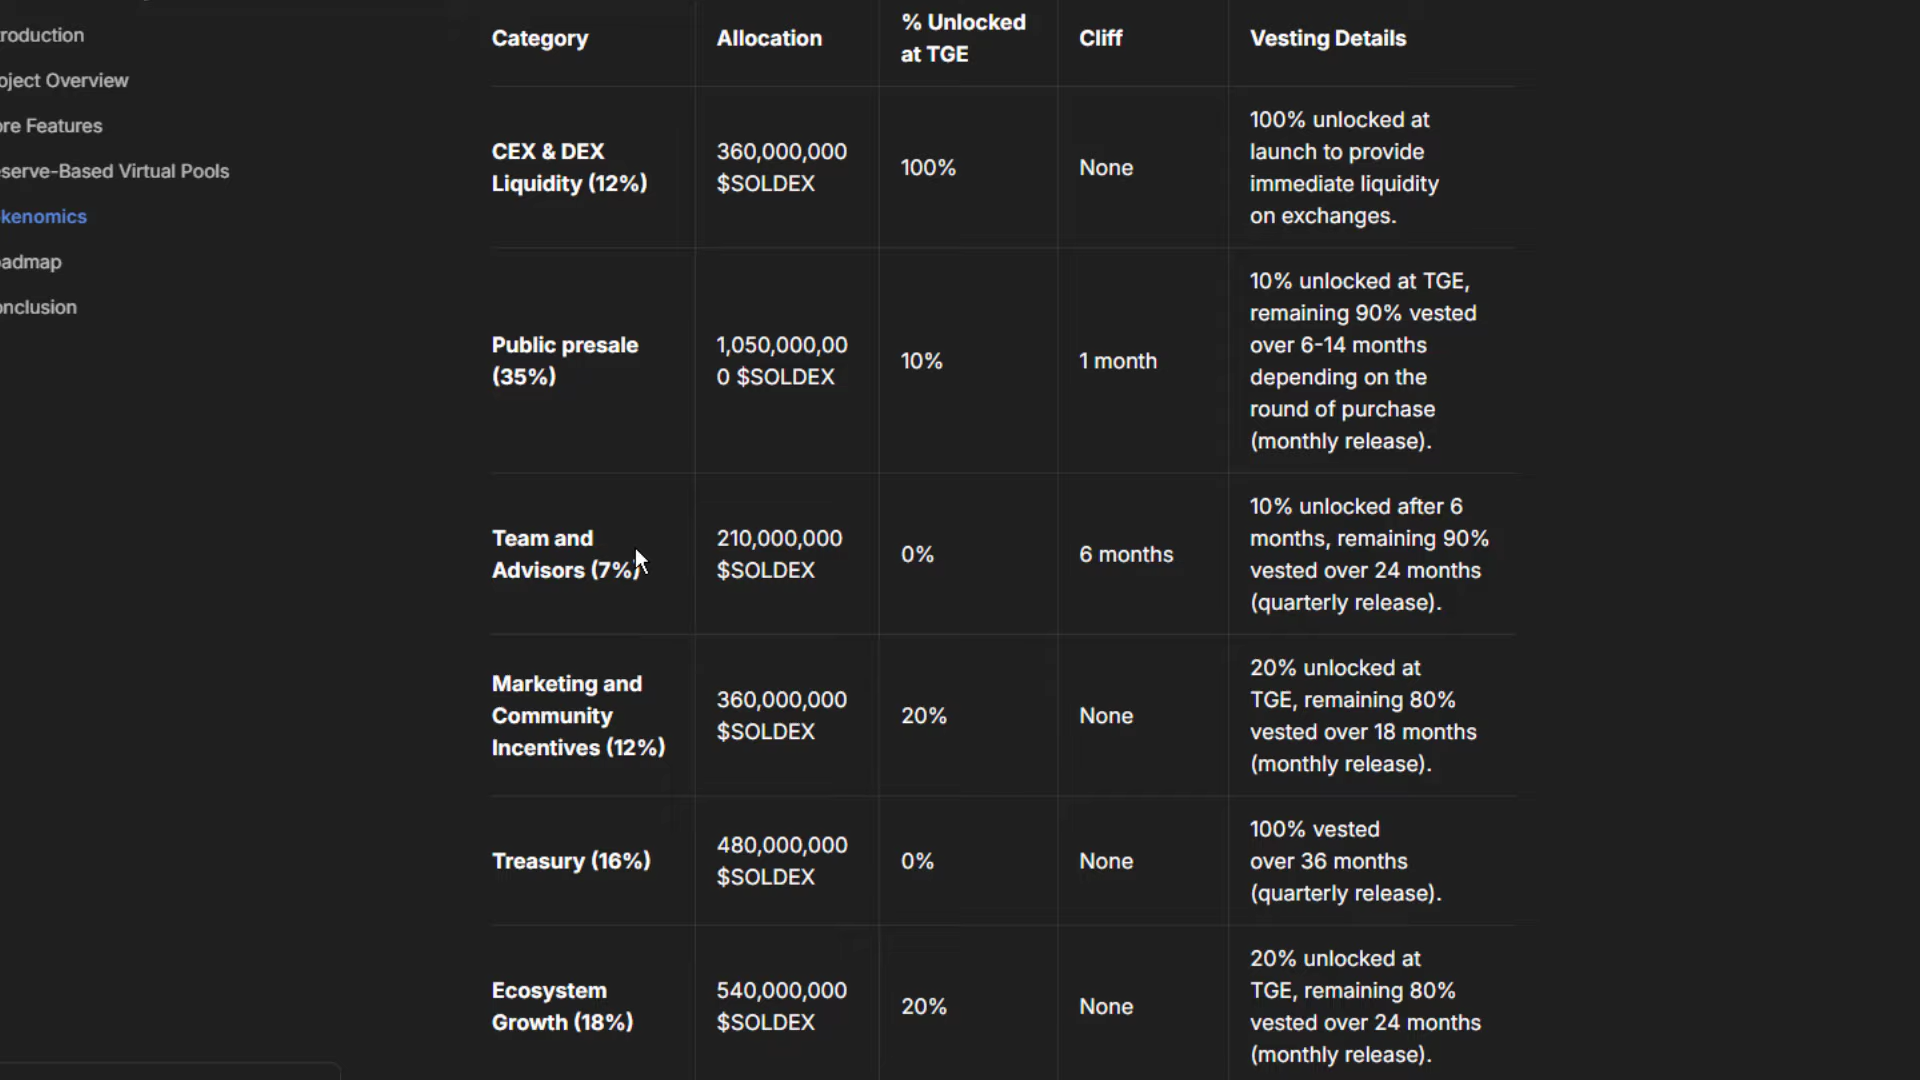 troduction
oject Overview
ore Features
eserve-Based Virtual Pools
kenomics
oadmap
onclusion
Category
Allocation
% Unlocked
at TGE
Cliff
Vesting Details
CEX & DEX
Liquidity (12%)
360,000,000
$SOLDEX
100%
None
100% unlocked at
launch to provide
immediate liquidity
on exchanges.
Public presale
(35%)
1,050,000,00
0 $SOLDEX
10%
1 month
10% unlocked at TGE,
remaining 90% vested
over 6-14 months
depending on the
round of purchase
(monthly release).
Team and
Advisors (7%)
210,000,000
$SOLDEX
0%
6 months
10% unlocked after 6
months, remaining 90%
vested over 24 months
(quarterly release).
Marketing and
Community
Incentives (12%)
360,000,000
$SOLDEX
20%
None
20% unlocked at
TGE, remaining 80%
vested over 18 months
(monthly release).
Treasury (16%)
480,000,000
$SOLDEX
0%
None
100% vested
over 36 months
(quarterly release).
Ecosystem
Growth (18%)
540,000,000
$SOLDEX
20%
None
20% unlocked at
TGE, remaining 80%
vested over 24 months
(monthly release).